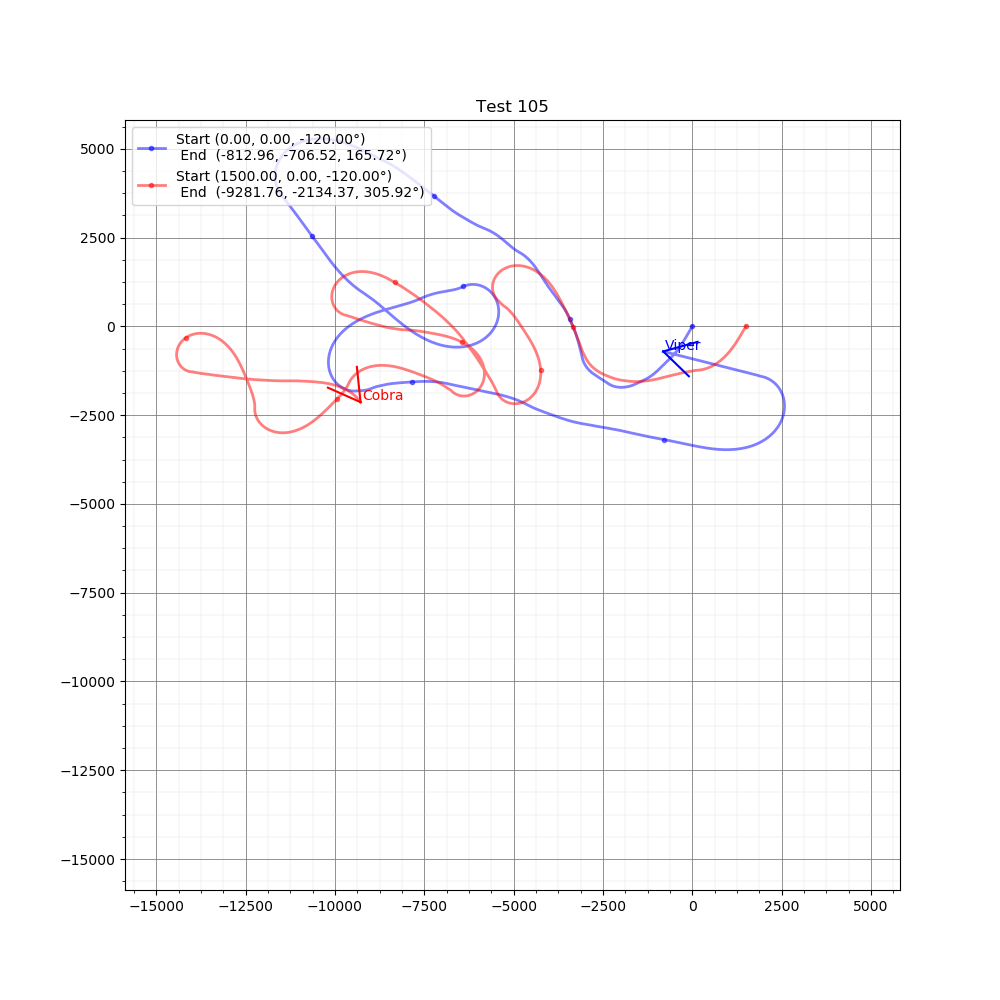 Test 105
Start (0.00, 0.00, -120.00°)
End  (-812.96, -706.52, 165.72°)
Start (1500.00, 0.00, -120.00°)
End  (-9281.76, -2134.37, 305.92°)
5000
2500
0
−2500
−5000
−7500
−10000
−12500
−15000
Viper
Cobra
−15000 −12500 −10000 −7500 −5000 −2500 0 2500 5000